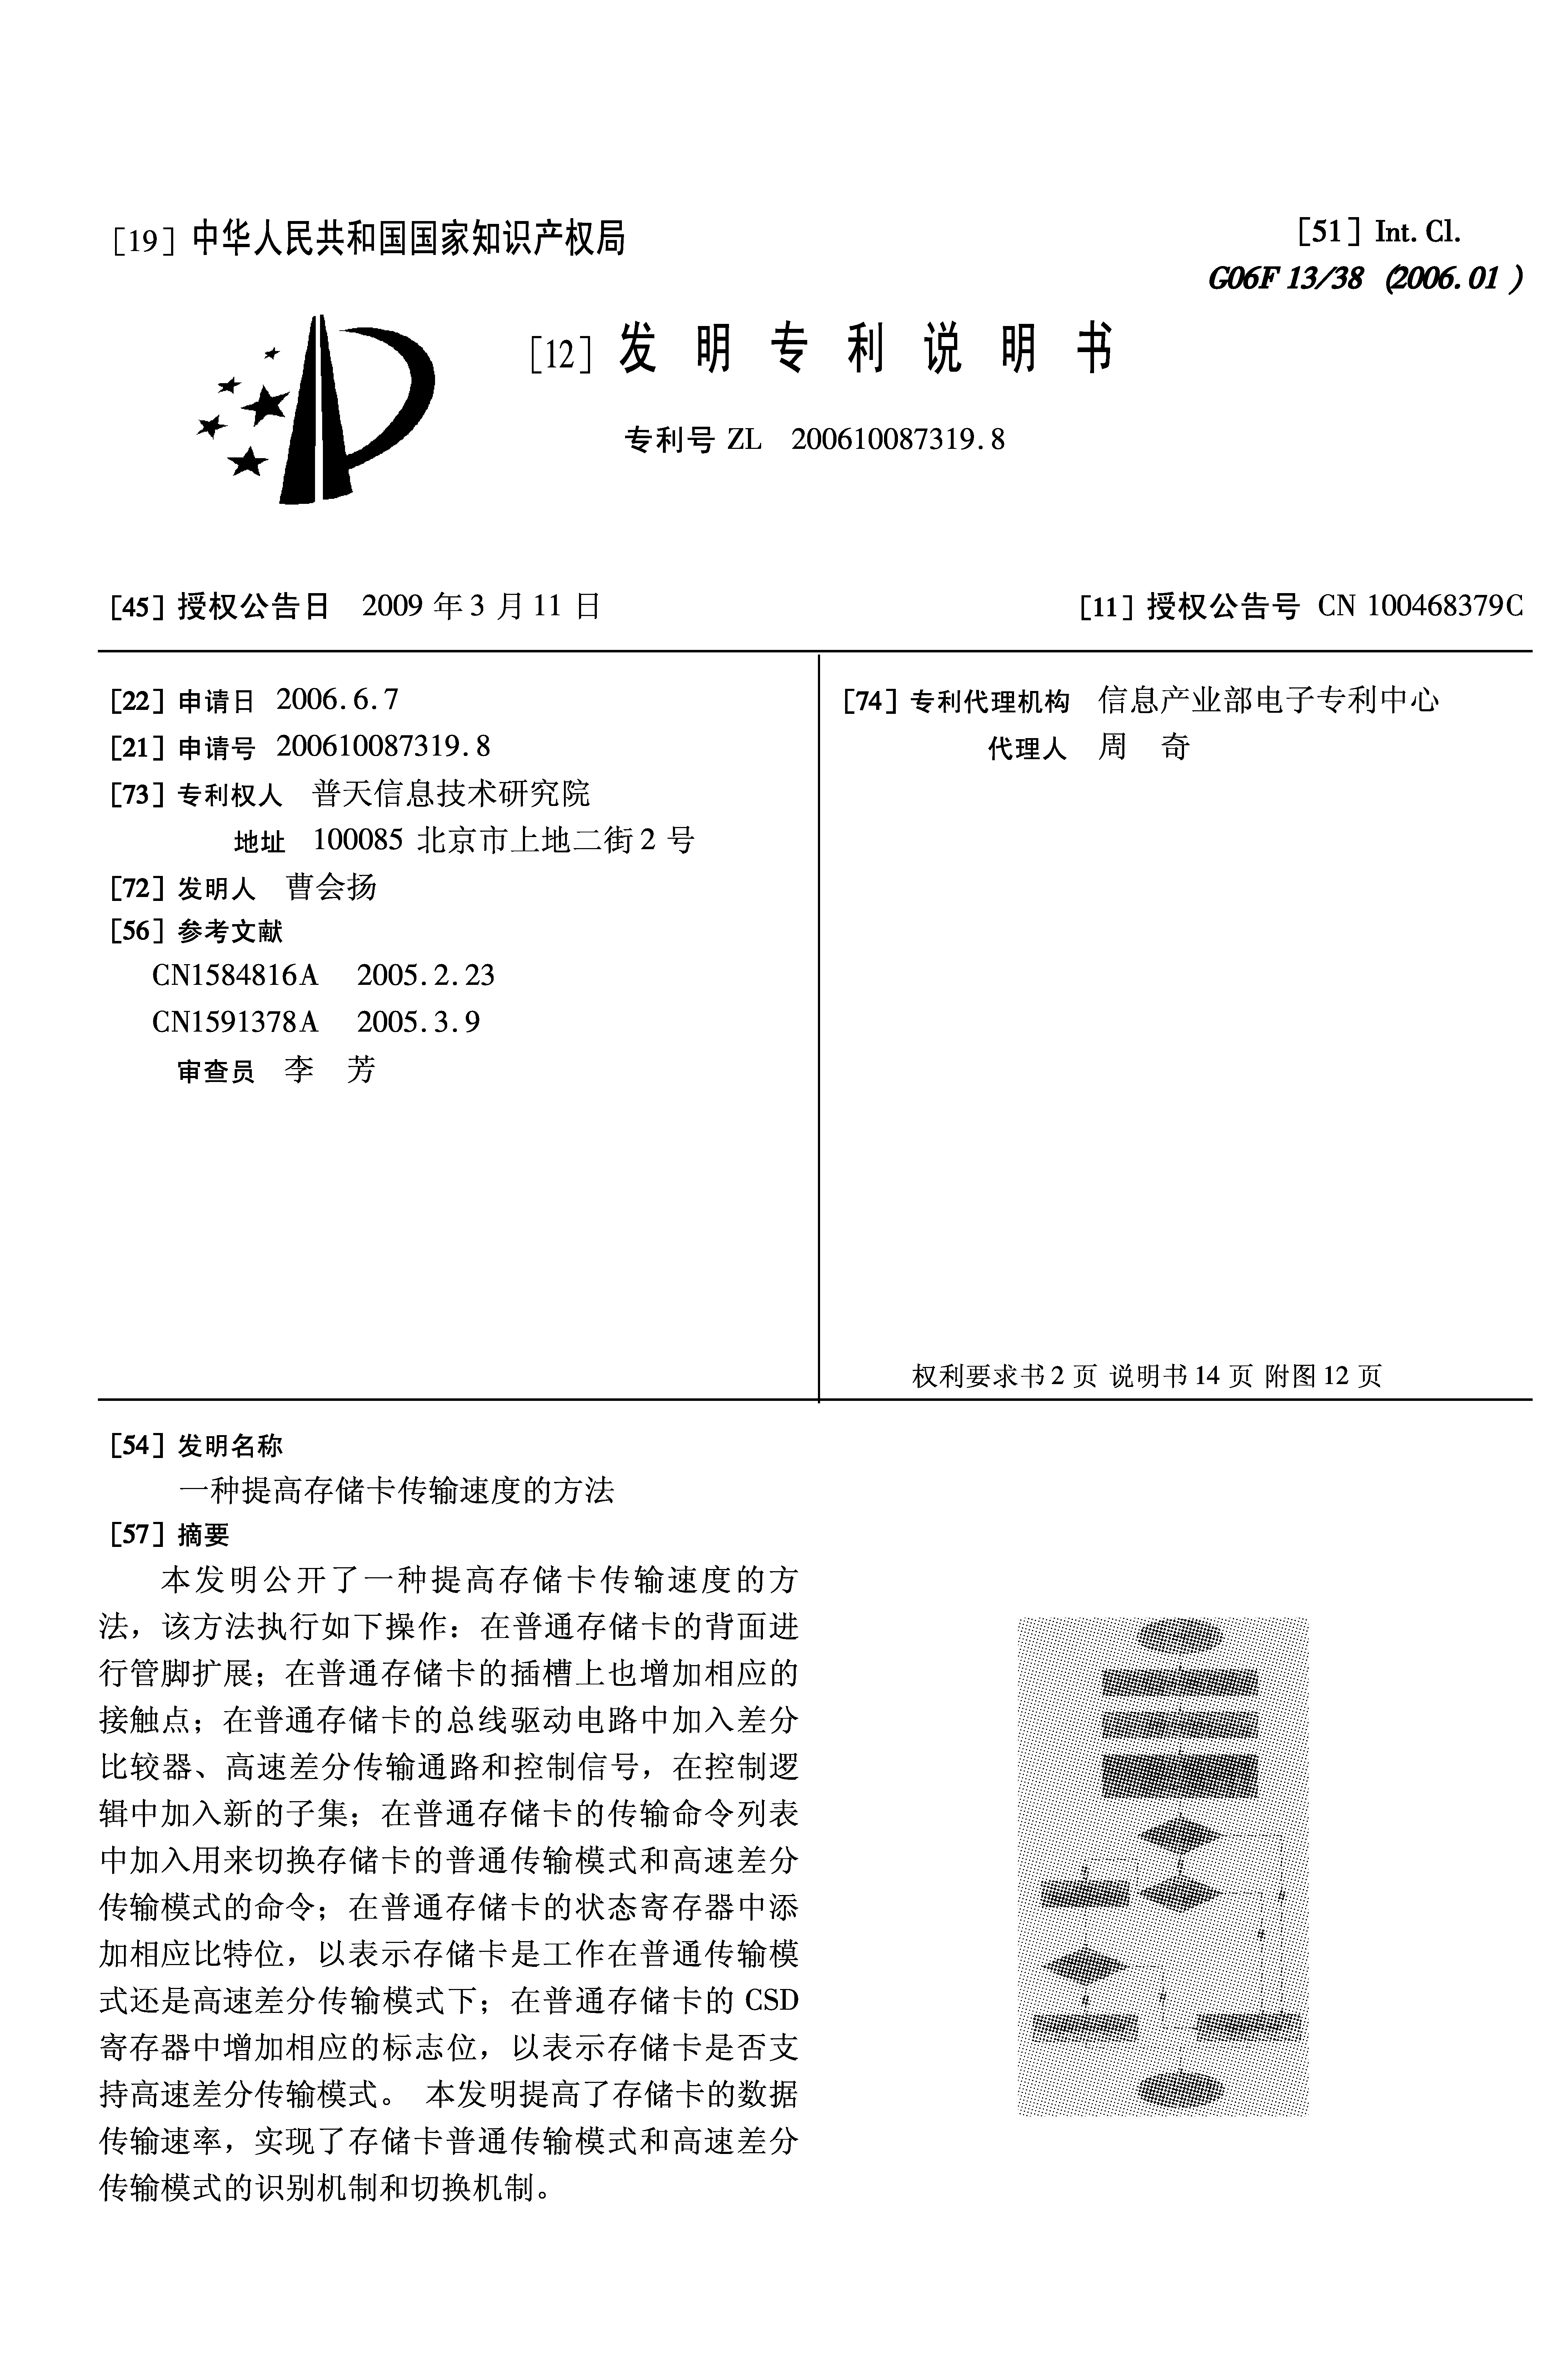 [19] 中华人民共和国国家知识产权局
[51] Int. Cl.
G06F 13/38 (2006.01)
[12] 发明专利说明书
专利号 ZL 200610087319.8
[45] 授权公告日 2009 年 3 月 11 日
[11] 授权公告号 CN 100468379C
[22] 申请日 2006.6.7
[21] 申请号 200610087319.8
[73] 专利权人 普天信息技术研究院
地址 100085 北京市上地二街 2 号
[72] 发明人 曹会扬
[56] 参考文献
CN1584816A 2005.2.23
CN1591378A 2005.3.9
审查员 李 芳
[74] 专利代理机构 信息产业部电子专利中心
代理人 周 奇
权利要求书 2 页 说明书 14 页 附图 12 页
[54] 发明名称
一种提高存储卡传输速度的方法
[57] 摘要
本发明公开了一种提高存储卡传输速度的方
法，该方法执行如下操作：在普通存储卡的背面进
行管脚扩展；在普通存储卡的插槽上也增加相应的
接触点；在普通存储卡的总线驱动电路中加入差分
比较器、高速差分传输通路和控制信号，在控制逻
辑中加入新的子集；在普通存储卡的传输命令列表
中加入用来切换存储卡的普通传输模式和高速差分
传输模式的命令；在普通存储卡的状态寄存器中添
加相应比特位，以表示存储卡是工作在普通传输模
式还是高速差分传输模式下；在普通存储卡的 CSD
寄存器中增加相应的标志位，以表示存储卡是否支
持高速差分传输模式。 本发明提高了存储卡的数据
传输速率，实现了存储卡普通传输模式和高速差分
传输模式的识别机制和切换机制。